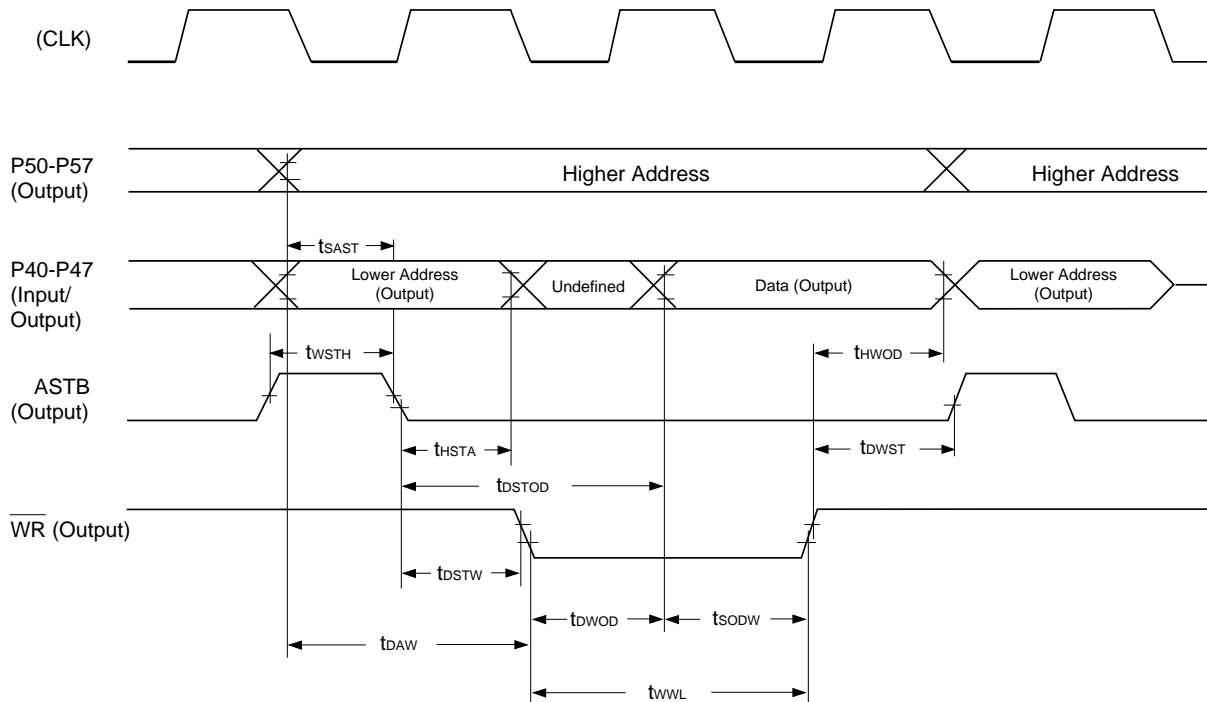 (CLK)
P50-P57
(Output)
Higher Address
Higher Address
tSAST
P40-P47
(Input/
Output)
Lower Address
(Output)
Undefined
Data (Output)
Lower Address
(Output)
tWSTH
tHWOD
ASTB
(Output)
tHSTA
tDWST
tDSTOD
WR (Output)
tDSTW
tDWOD
tSODW
tDAW
tWWL